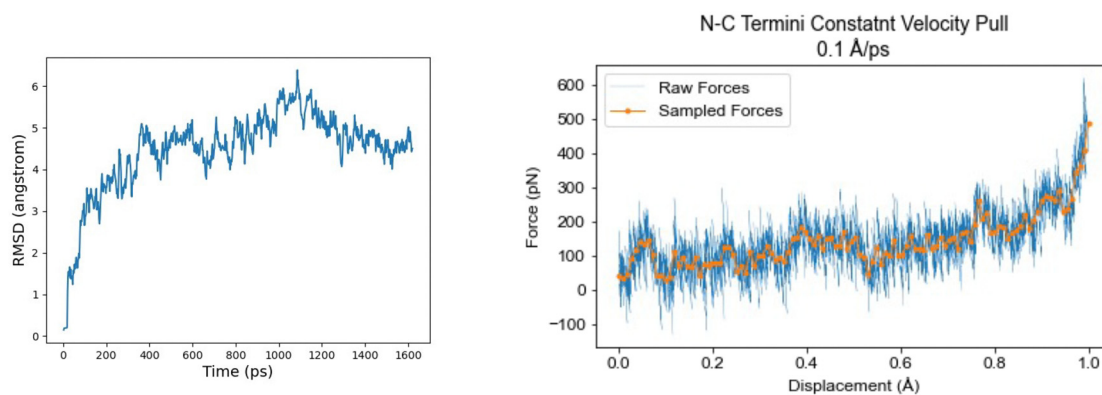 6
5
4
3
2
1
0
RMSD (angstrom)
0 200 400 600 800 1000 1200 1400 1600
Time (ps)
N-C Termini Constatnt Velocity Pull
0.1 Å/ps
Raw Forces
Sampled Forces
600
500
400
300
200
100
0
−100
Force (pN)
0.0 0.2 0.4 0.6 0.8 1.0
Displacement (Å)